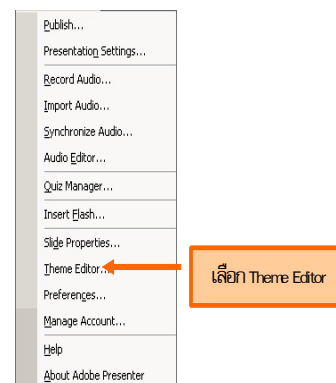 Publish...
Presentation Settings...
Record Audio...
Import Audio...
Synchronize Audio...
Audio Editor...
Quiz Manager...
Insert Flash...
Slide Properties...
Theme Editor...
เลือก Theme Editor
Preferences...
Manage Account...
Help
About Adobe Presenter